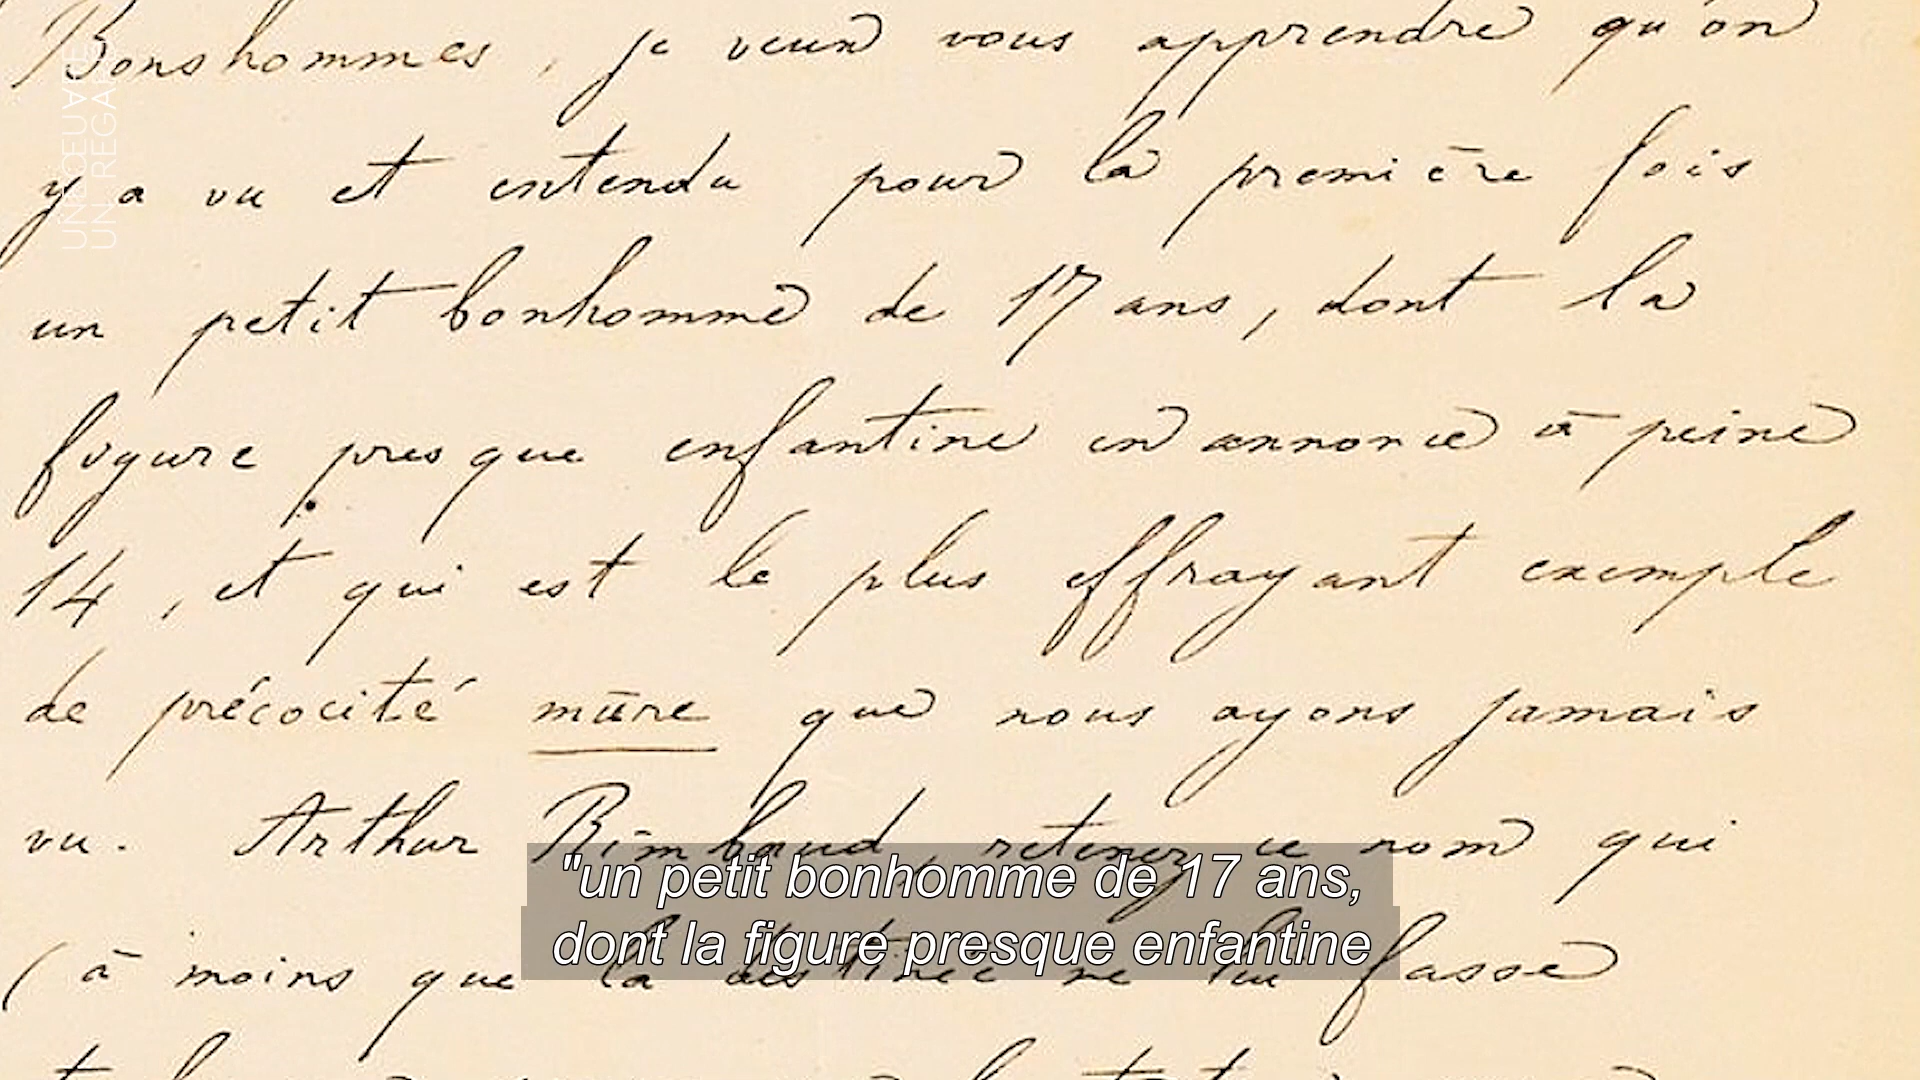 Bonshommes, je veux vous apprendre qu'on
y a vu et entendu pour la première fois
un petit bonhomme de 17 ans, dont la
figure presque enfantine en annonce à peine
14, et qui est le plus effrayant exemple
de précocité mûre que nous ayons jamais
vu. Arthur Rimbaud, retenez ce nom qui
(à moins que la destinée ne lui fasse
"un petit bonhomme de 17 ans,
dont la figure presque enfantine
UNE ŒUVRE
UN REGARD